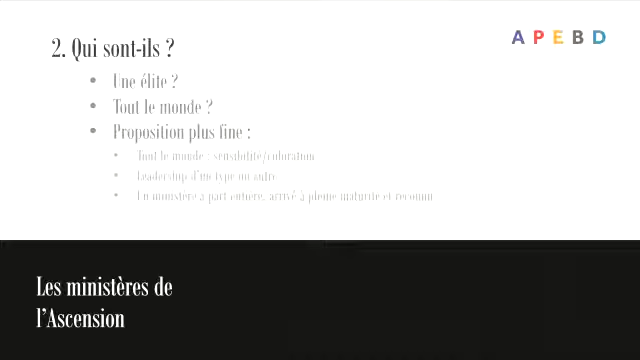 2. Qui sont-ils ?
A P E B D
• Une élite ?
• Tout le monde ?
• Proposition plus fine :
• Tout le monde : sensibilité/coloration
• Leadership d'un type ou autre
• Un ministère à part entière, arrivé à pleine maturité et reconnu
Les ministères de
l'Ascension